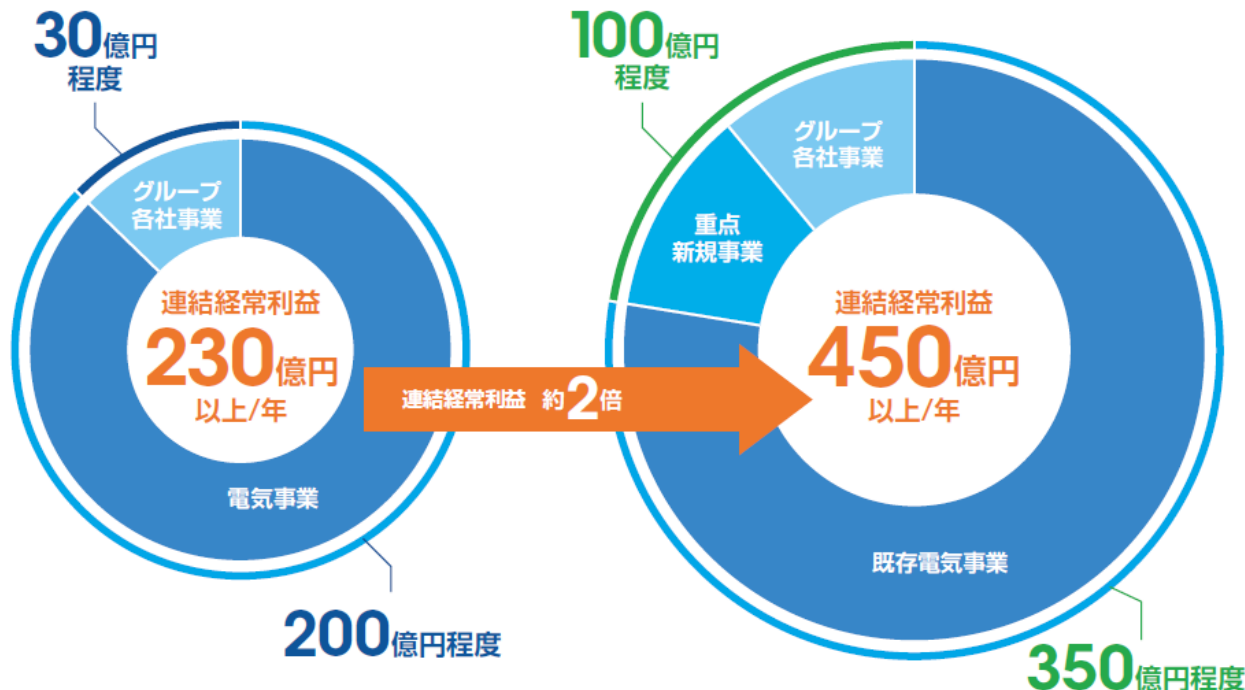 30億円
程度
グループ
各社事業
連結経常利益
230億円
以上/年
電気事業
200億円程度
連結経常利益 約2倍
100億円
程度
グループ
各社事業
重点
新規事業
連結経常利益
450億円
以上/年
既存電気事業
350億円程度